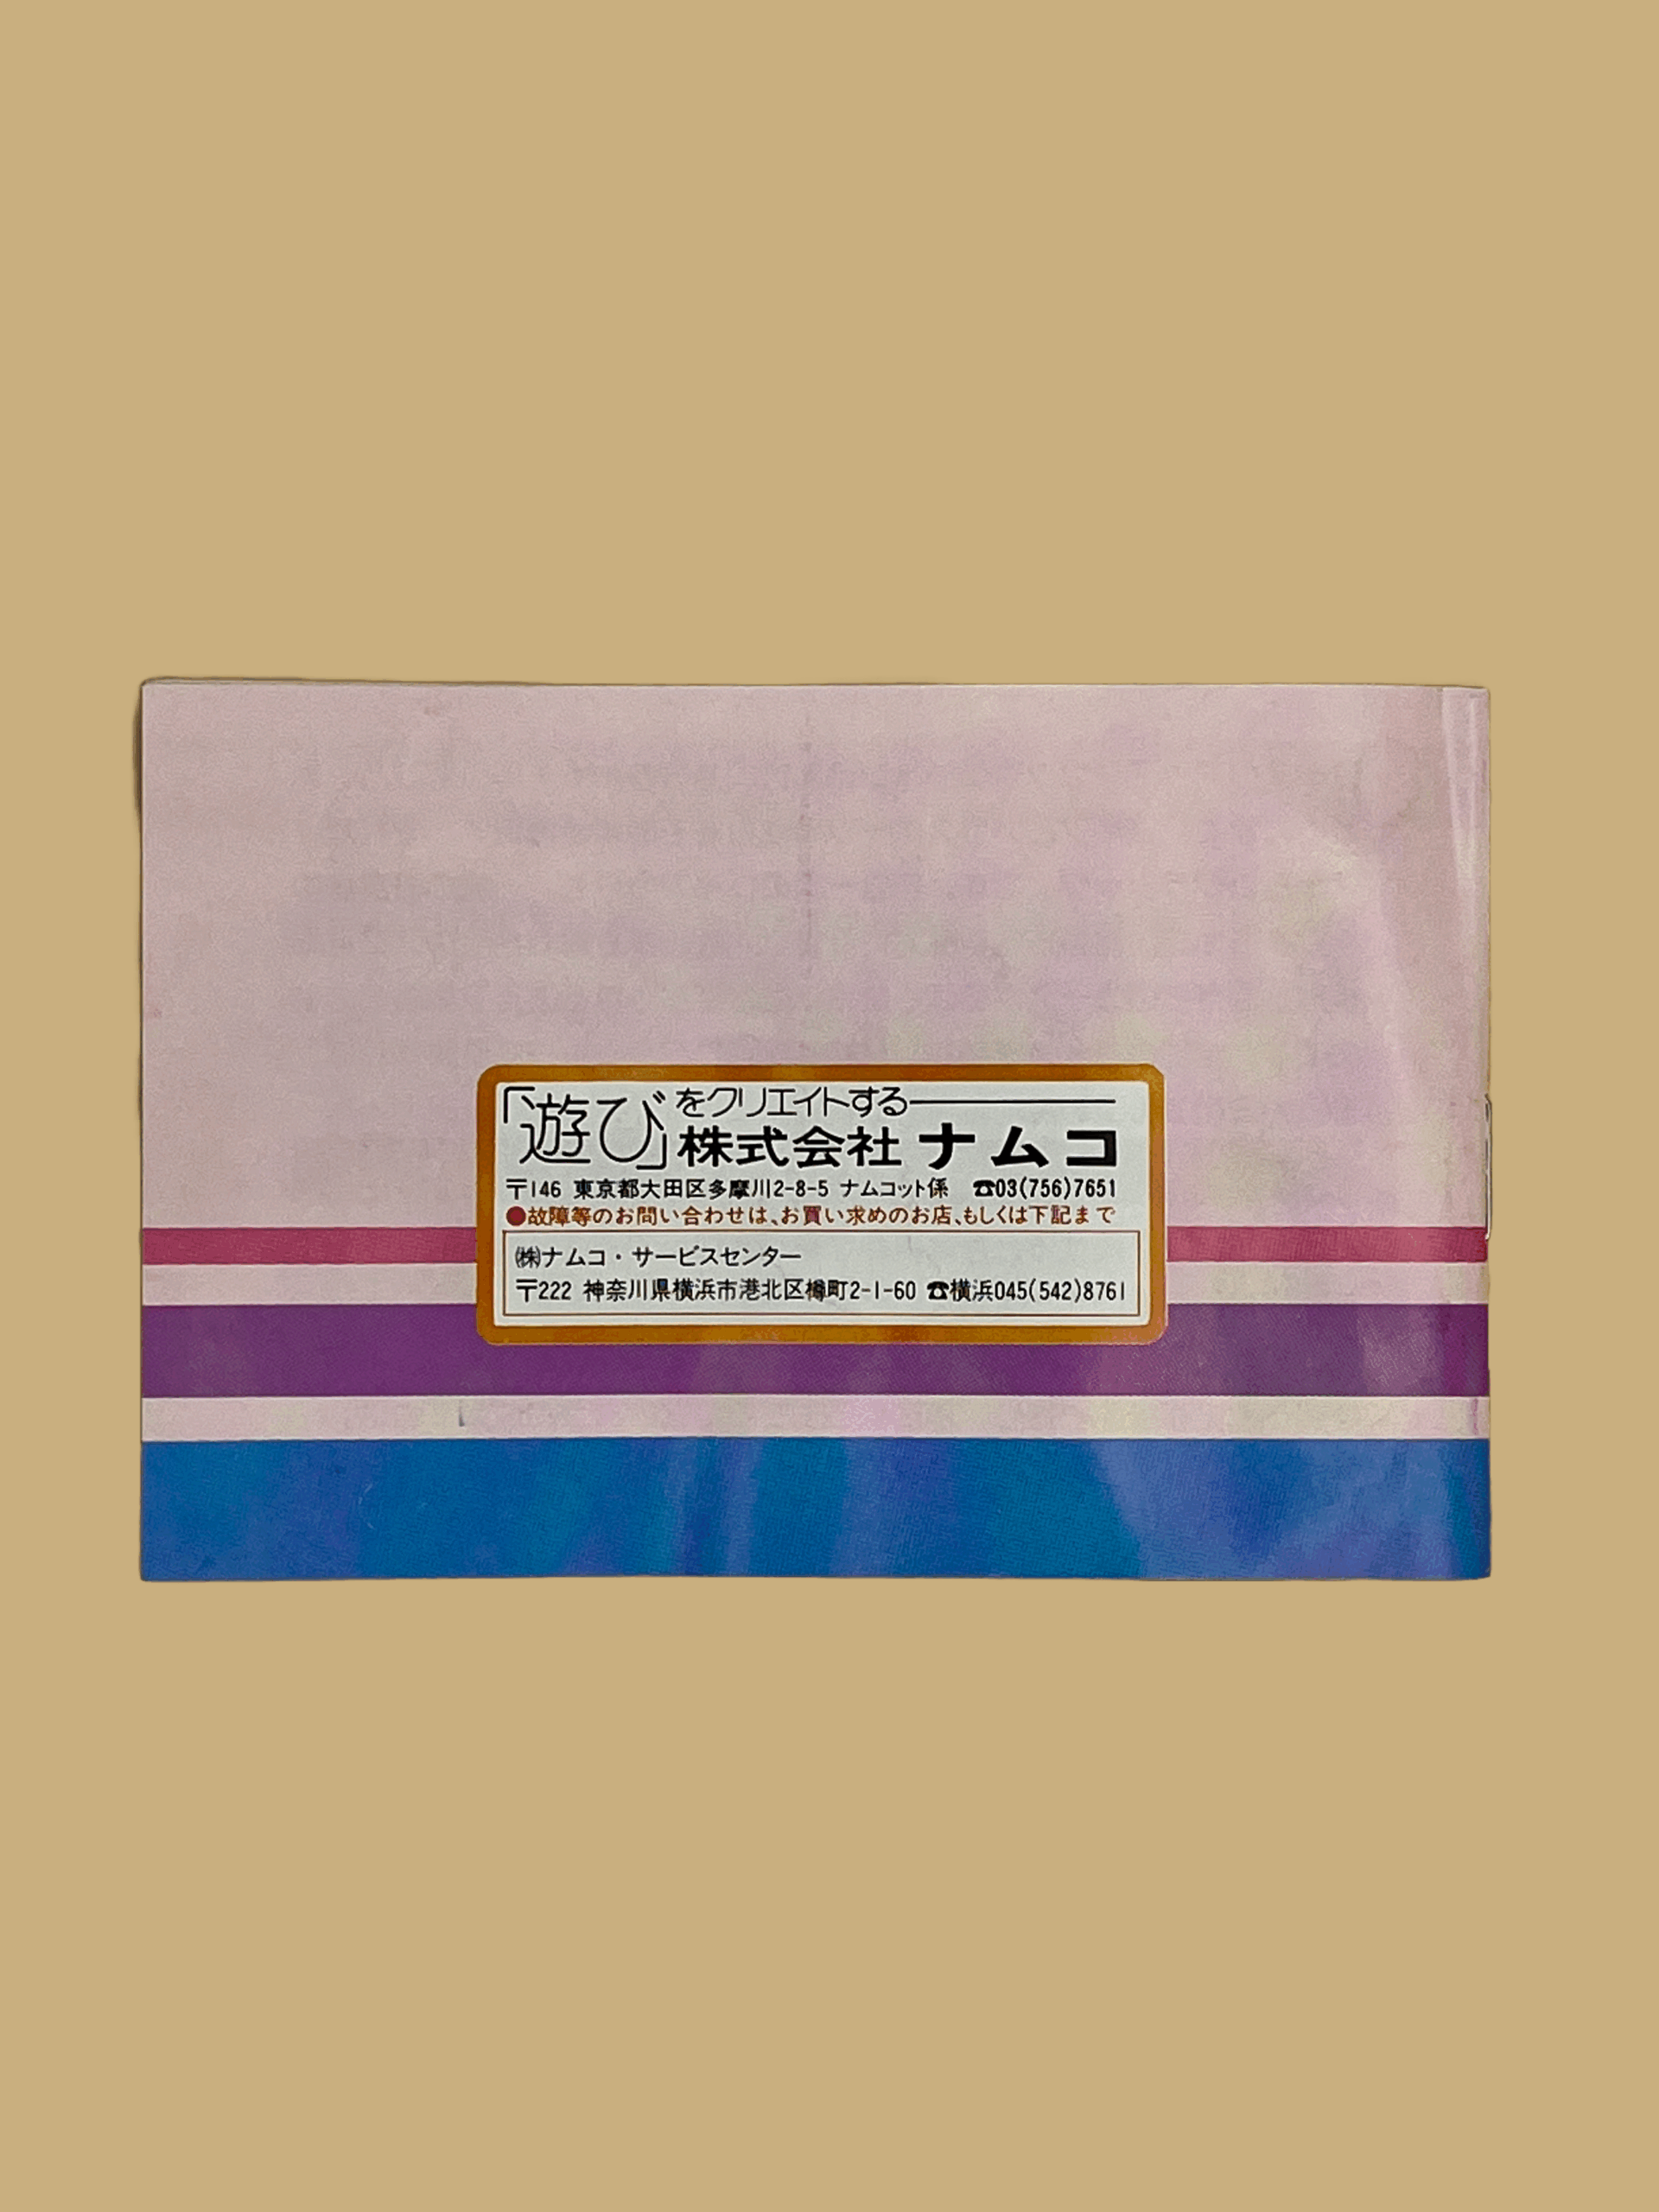 「遊び」をクリエイトする
株式会社ナムコ
〒146 東京都大田区多摩川2-8-5 ナムコット係 ☎03(756)7651
●故障等のお問い合わせは、お買い求めのお店、もしくは下記まで
㈱ナムコ・サービスセンター
〒222 神奈川県横浜市港北区樽町2-1-60 ☎横浜045(542)8761